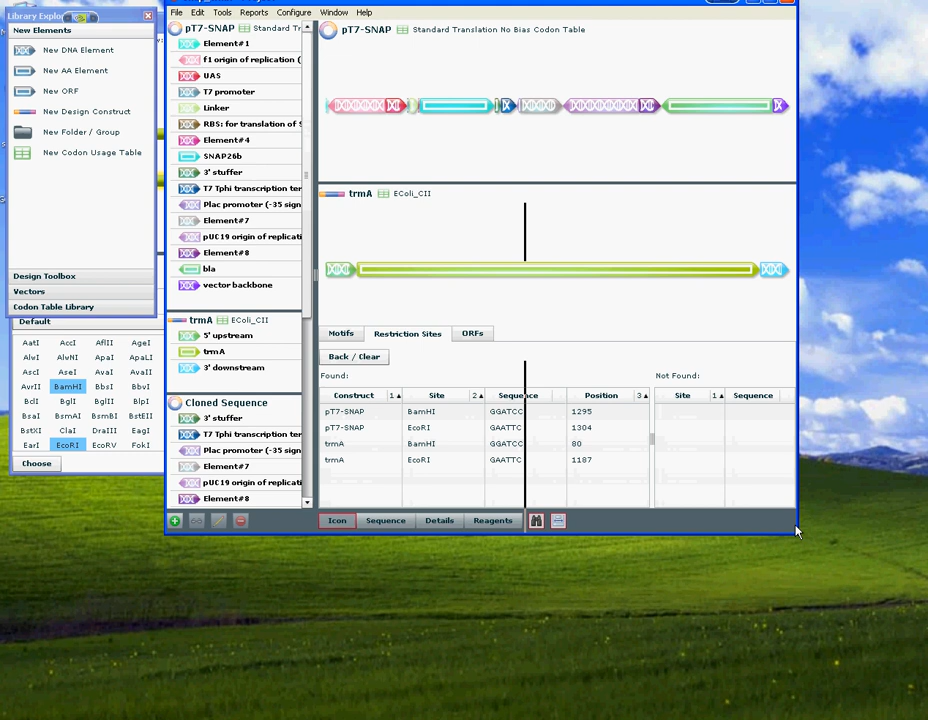 Library Explo
New Elements
New DNA Element
New AA Element
New ORF
New Design Construct
New Folder / Group
New Codon Usage Table
Design Toolbox
Vectors
Codon Table Library
Default
AatI AccI AflII AgeI
AlwI AlwNI ApaI ApaLI
AscI AseI AvaI AvaII
AvrII BamHI BbsI BbvI
BclI BglI BglII BlpI
BsaI BsmAI BsmBI BstEII
BstXI ClaI DraIII EagI
EarI EcoRI EcoRV FokI
Choose
File Edit Tools Reports Configure Window Help
pT7-SNAP Standard Tr
Element#1
f1 origin of replication (
UAS
T7 promoter
Linker
RBS: for translation of S
Element#4
SNAP26b
3' stuffer
T7 Tphi transcription ter
Plac promoter (-35 sign
Element#7
pUC19 origin of replicati
Element#8
bla
vector backbone
trmA EColi_CII
5' upstream
trmA
3' downstream
Cloned Sequence
3' stuffer
T7 Tphi transcription ter
Plac promoter (-35 sign
Element#7
pUC19 origin of replicati
Element#8
pT7-SNAP Standard Translation No Bias Codon Table
trmA EColi_CII
Motifs Restriction Sites ORFs
Back / Clear
Found:
Construct 1 Site 2 Sequence Position 3
pT7-SNAP BamHI GGATCC 1295
pT7-SNAP EcoRI GAATTC 1304
trmA BamHI GGATCC 80
trmA EcoRI GAATTC 1187
Not Found:
Site 1 Sequence
Icon Sequence Details Reagents